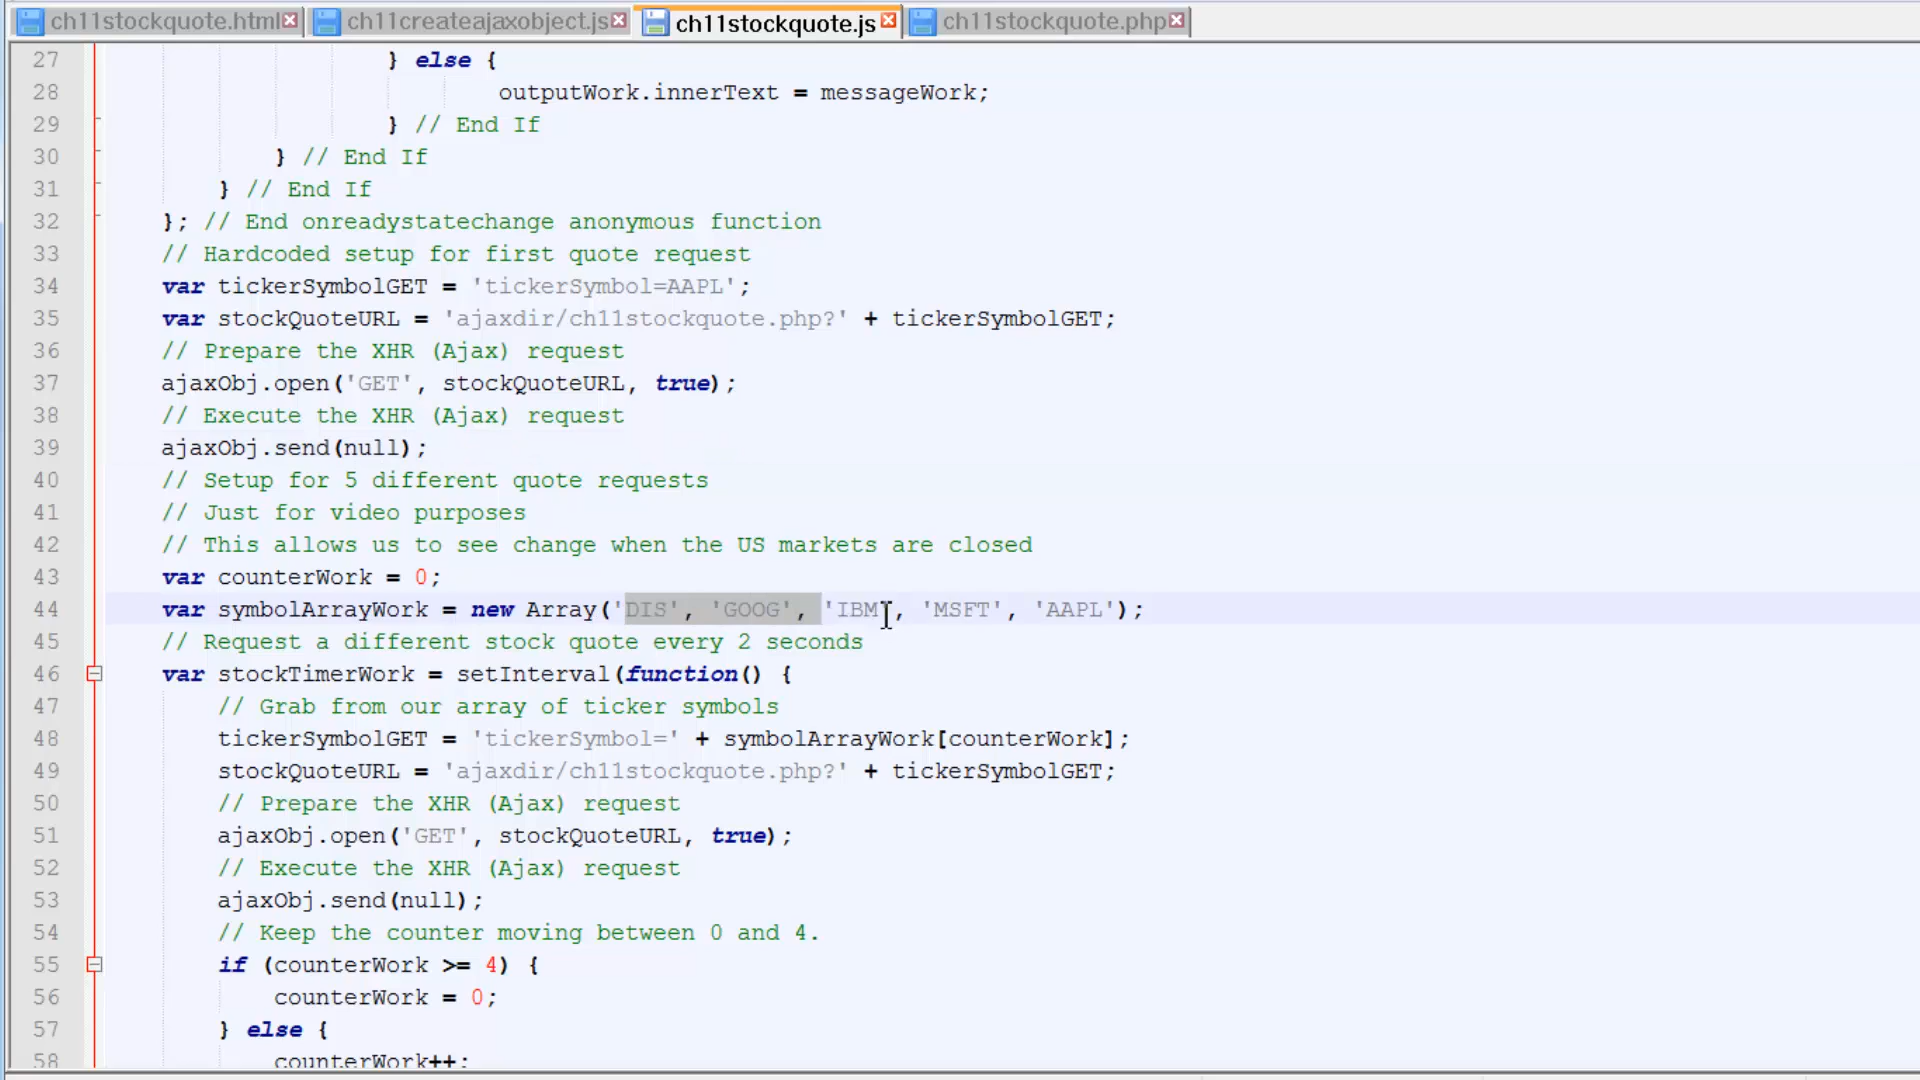 ch11stockquote.html ch11createajaxobject.js ch11stockquote.js ch11stockquote.php
27 } else {
28 outputWork.innerText = messageWork;
29 } // End If
30 } // End If
31 } // End If
32 }; // End onreadystatechange anonymous function
33 // Hardcoded setup for first quote request
34 var tickerSymbolGET = 'tickerSymbol=AAPL';
35 var stockQuoteURL = 'ajaxdir/ch11stockquote.php?' + tickerSymbolGET;
36 // Prepare the XHR (Ajax) request
37 ajaxObj.open('GET', stockQuoteURL, true);
38 // Execute the XHR (Ajax) request
39 ajaxObj.send(null);
40 // Setup for 5 different quote requests
41 // Just for video purposes
42 // This allows us to see change when the US markets are closed
43 var counterWork = 0;
44 var symbolArrayWork = new Array('DIS', 'GOOG', 'IBM', 'MSFT', 'AAPL');
45 // Request a different stock quote every 2 seconds
46 var stockTimerWork = setInterval(function() {
47 // Grab from our array of ticker symbols
48 tickerSymbolGET = 'tickerSymbol=' + symbolArrayWork[counterWork];
49 stockQuoteURL = 'ajaxdir/ch11stockquote.php?' + tickerSymbolGET;
50 // Prepare the XHR (Ajax) request
51 ajaxObj.open('GET', stockQuoteURL, true);
52 // Execute the XHR (Ajax) request
53 ajaxObj.send(null);
54 // Keep the counter moving between 0 and 4.
55 if (counterWork >= 4) {
56 counterWork = 0;
57 } else {
58 counterWork++;